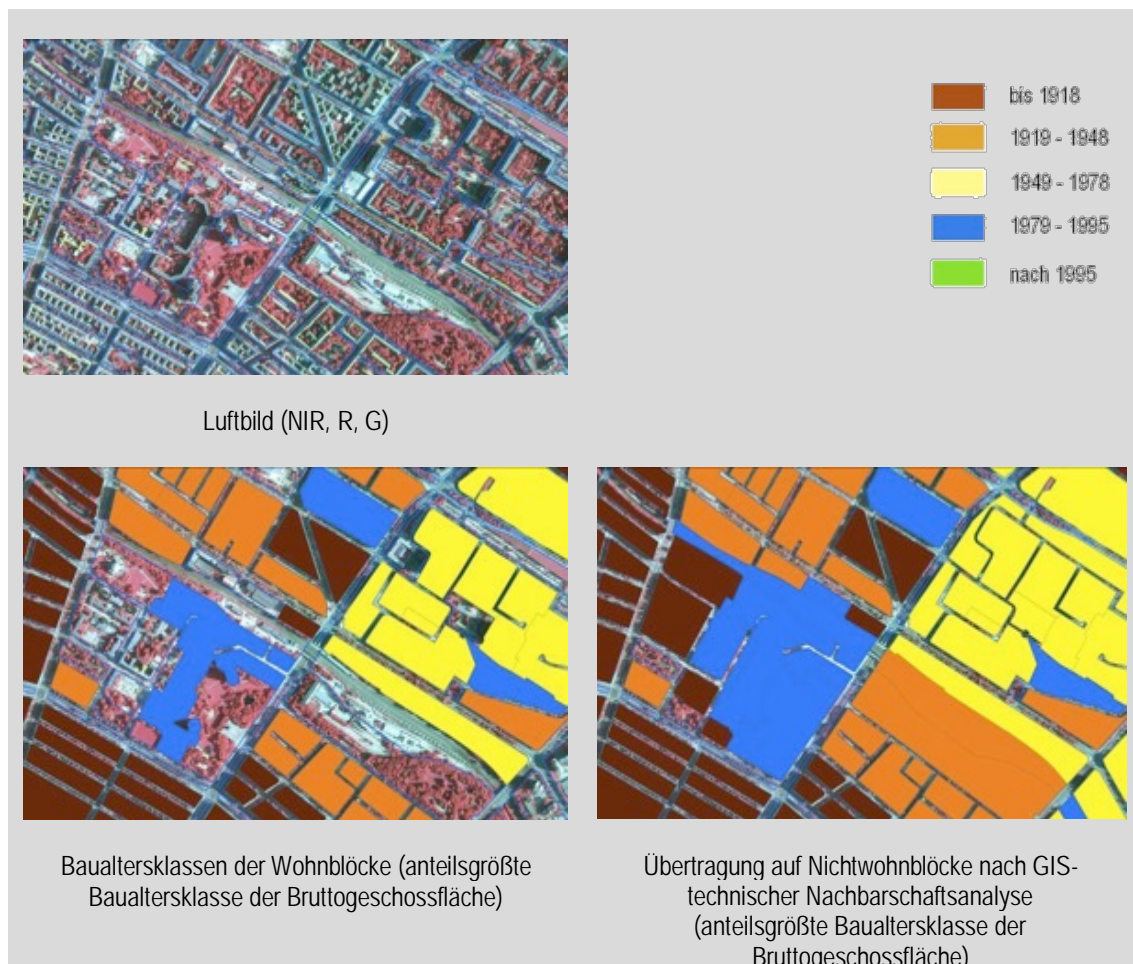 bis 1918
1919 - 1948
1949 - 1978
1979 - 1995
nach 1995
Luftbild (NIR, R, G)
Baualtersklassen der Wohnblöcke (anteilsgrößte
Baualtersklasse der Bruttogeschossfläche)
Übertragung auf Nichtwohnblöcke nach GIS-
technischer Nachbarschaftsanalyse
(anteilsgrößte Baualtersklasse der
Bruttogeschossfläche)